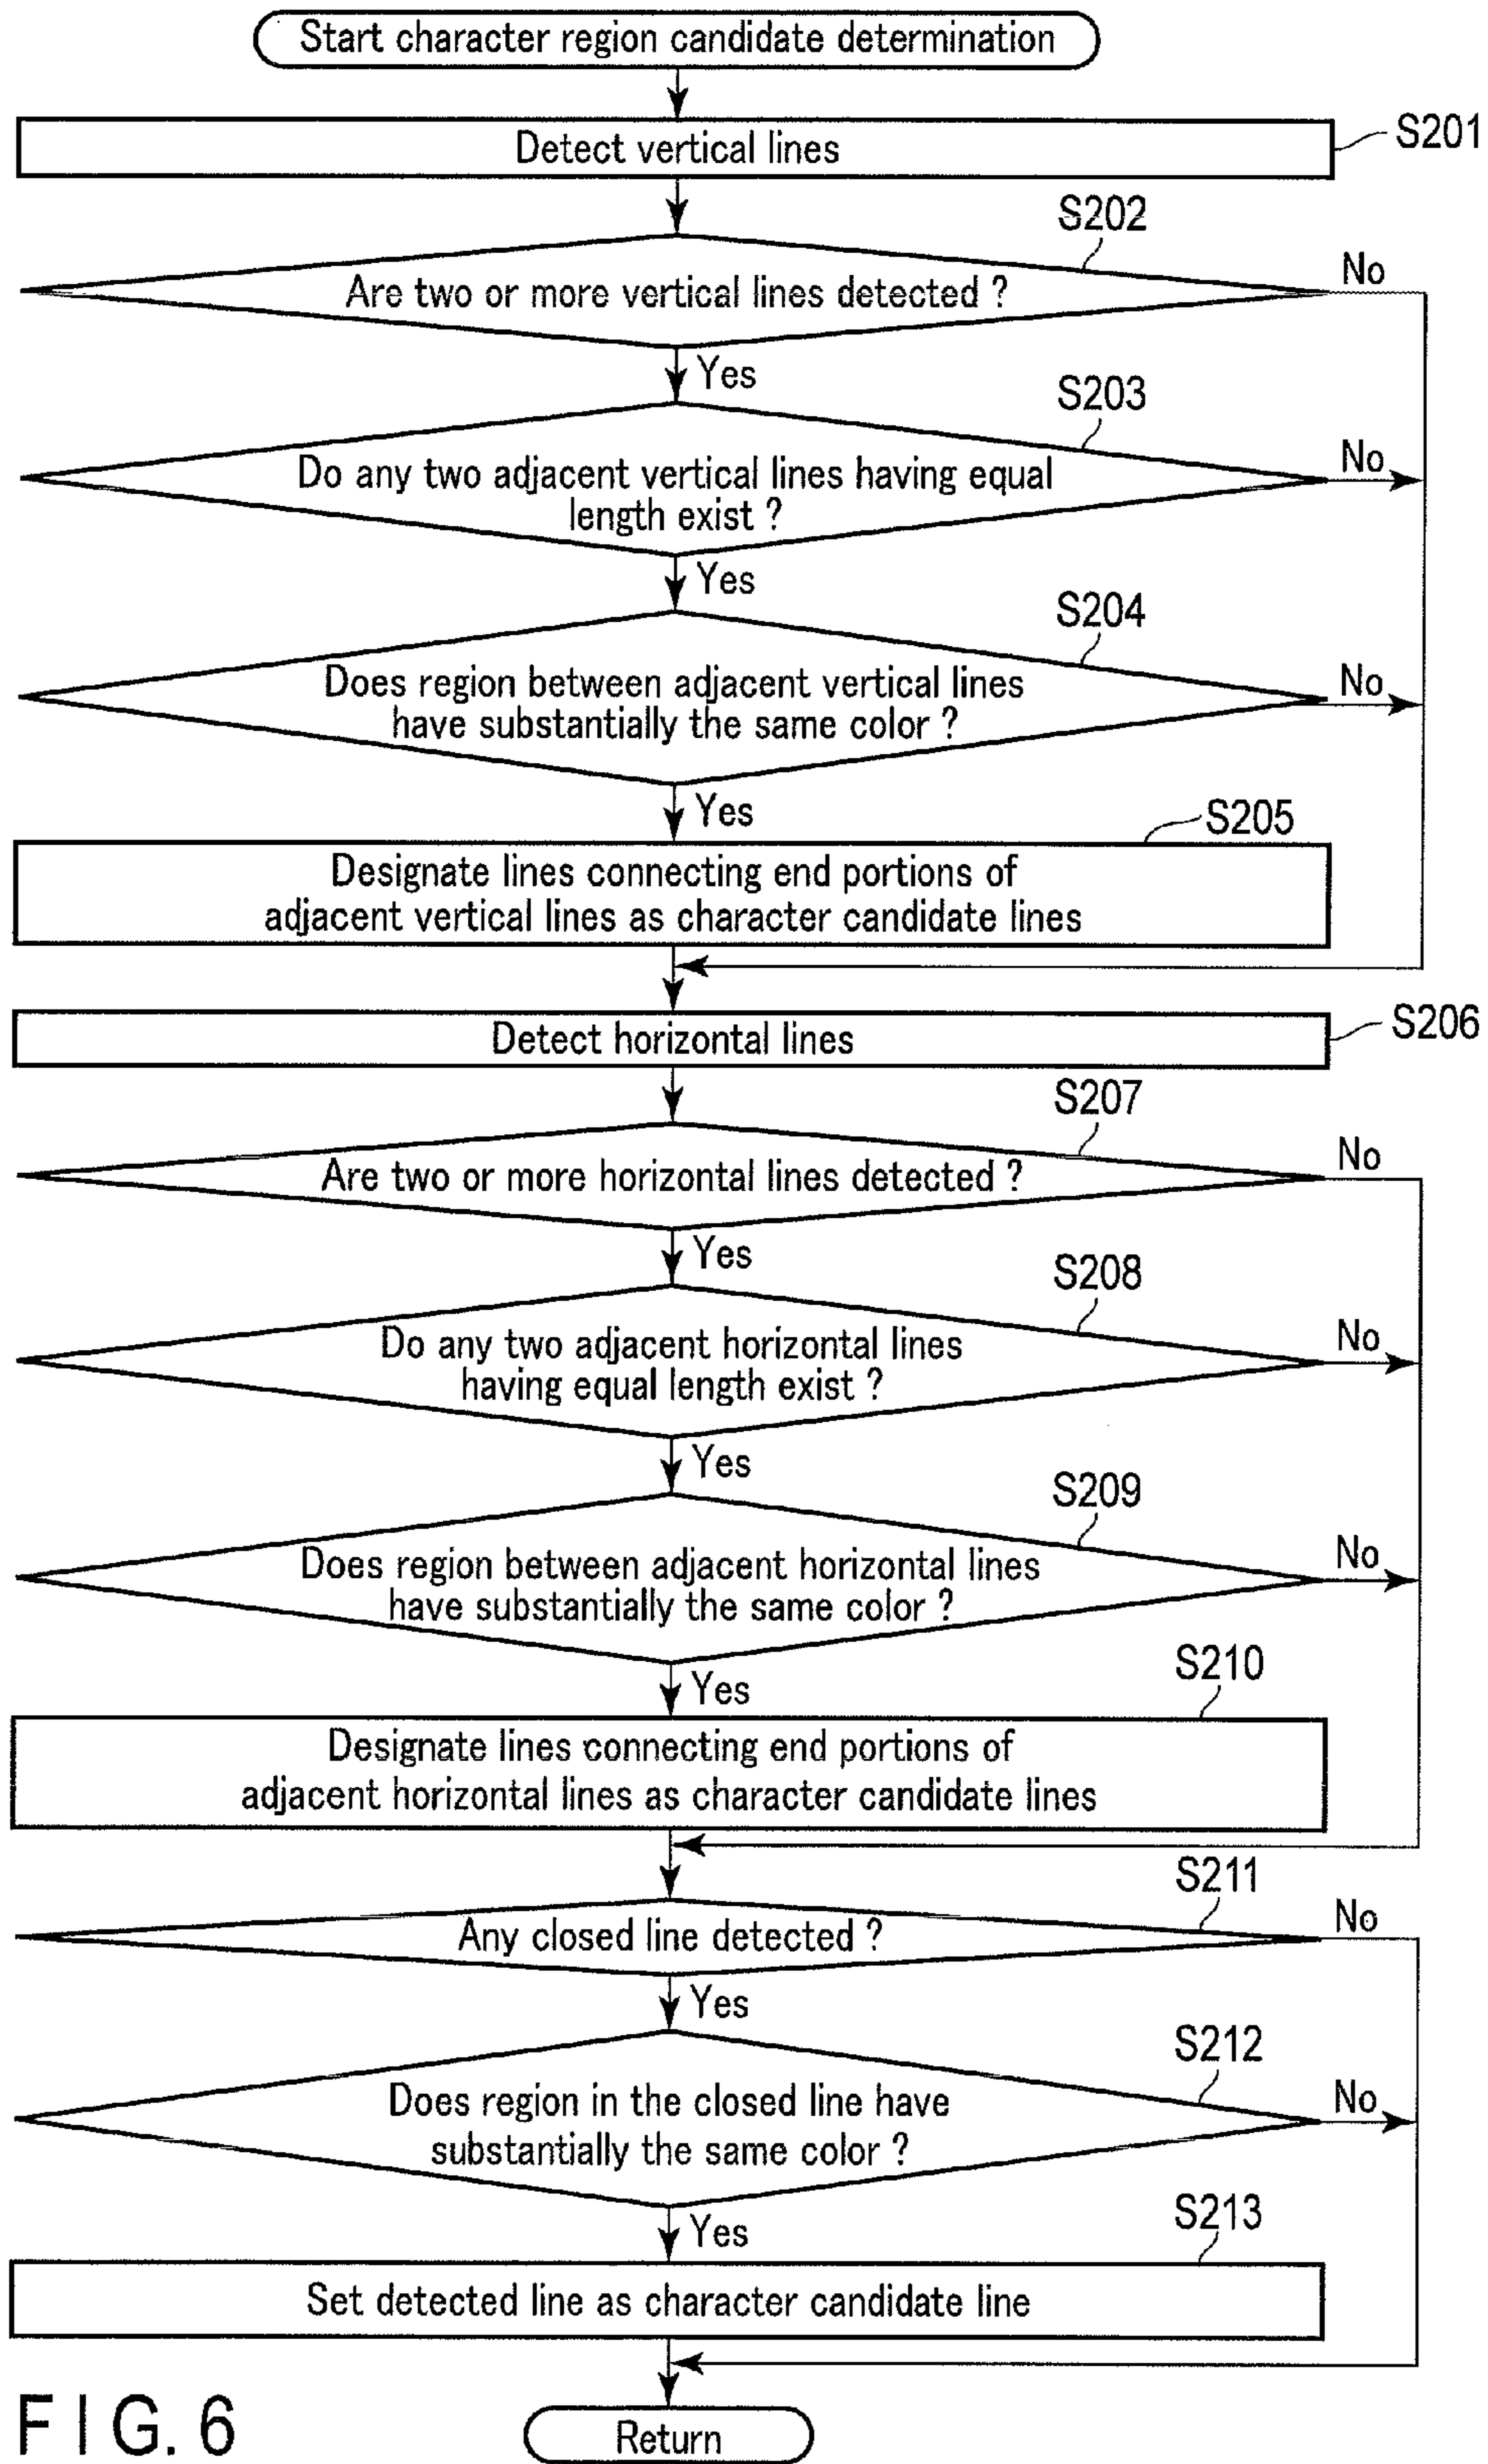 Start character region candidate determination
Detect vertical lines
S201
S202
Are two or more vertical lines detected ?
No
Yes
S203
Do any two adjacent vertical lines having equal
length exist ?
No
Yes
S204
Does region between adjacent vertical lines
have substantially the same color ?
No
Yes
S205
Designate lines connecting end portions of
adjacent vertical lines as character candidate lines
Detect horizontal lines
S206
S207
Are two or more horizontal lines detected ?
No
Yes
S208
Do any two adjacent horizontal lines
having equal length exist ?
No
Yes
S209
Does region between adjacent horizontal lines
have substantially the same color ?
No
Yes
S210
Designate lines connecting end portions of
adjacent horizontal lines as character candidate lines
S211
Any closed line detected ?
No
Yes
S212
Does region in the closed line have
substantially the same color ?
No
Yes
S213
Set detected line as character candidate line
Return
FIG. 6